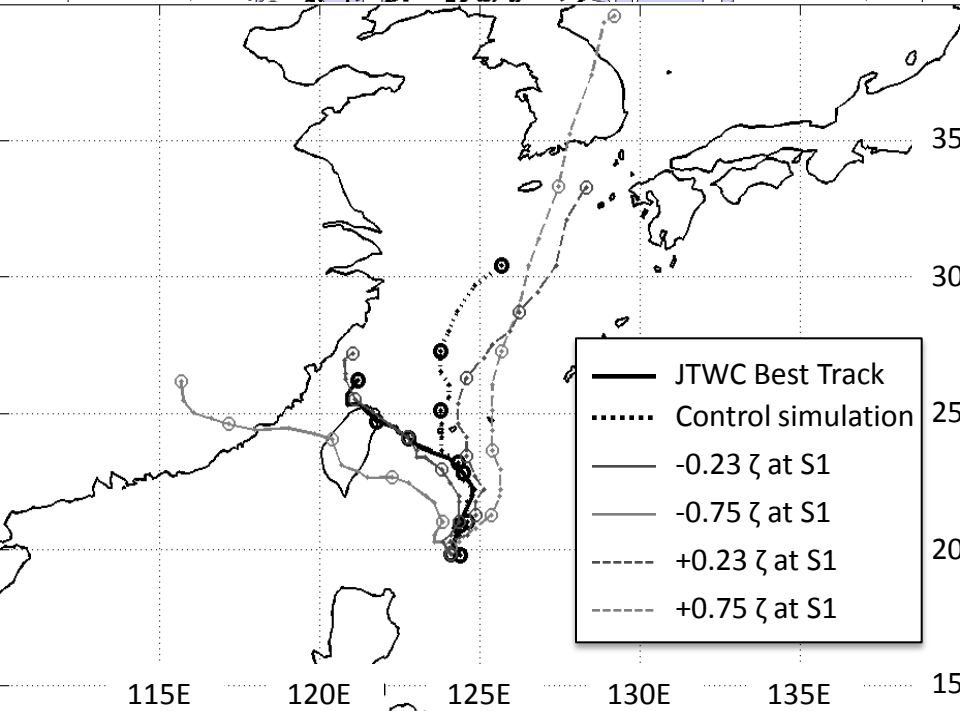 35
30
JTWC Best Track
Control simulation
-0.23 ζ at S1
-0.75 ζ at S1
+0.23 ζ at S1
+0.75 ζ at S1
25
20
15
115E 120E 125E 130E 135E